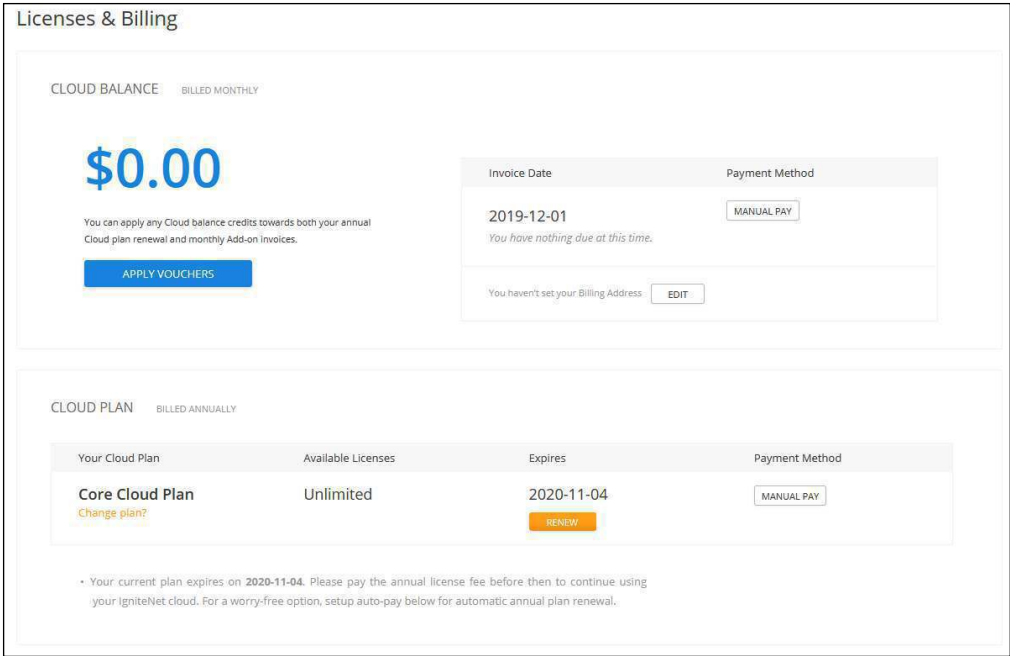 Licenses & Billing
CLOUD BALANCE BILLED MONTHLY
$0.00
You can apply any Cloud balance credits towards both your annual
Cloud plan renewal and monthly Add-on invoices.
APPLY VOUCHERS
Invoice Date Payment Method
2019-12-01 MANUAL PAY
You have nothing due at this time.
You haven't set your Billing Address EDIT
CLOUD PLAN BILLED ANNUALLY
Your Cloud Plan Available Licenses Expires Payment Method
Core Cloud Plan Unlimited 2020-11-04 MANUAL PAY
Change plan? RENEW
• Your current plan expires on 2020-11-04. Please pay the annual license fee before then to continue using
your IgniteNet cloud. For a worry-free option, setup auto-pay below for automatic annual plan renewal.